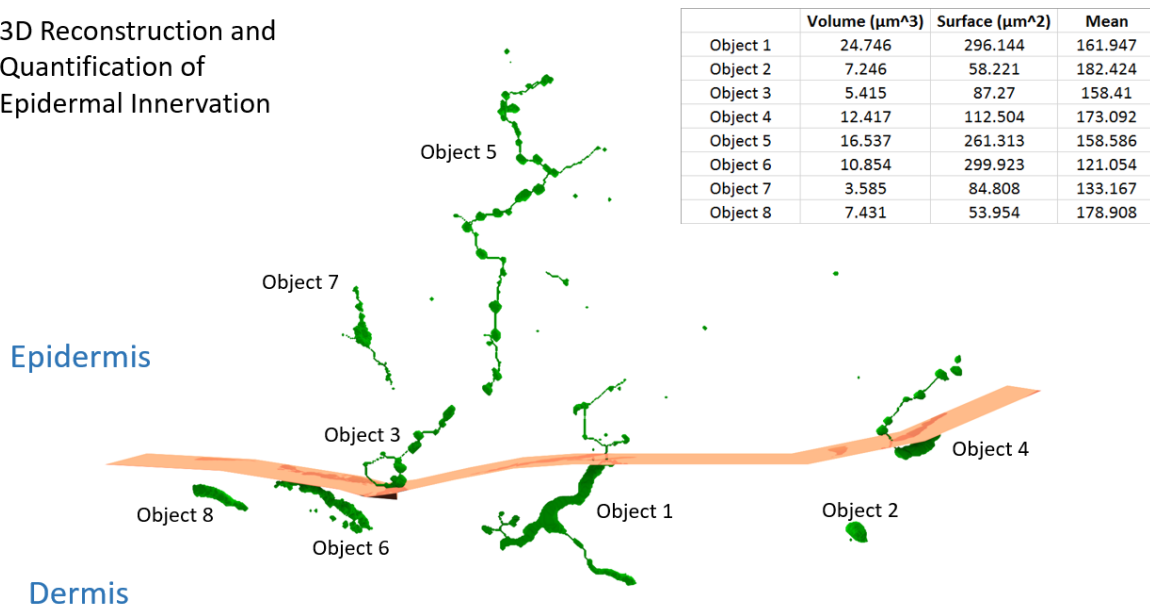 3D Reconstruction and
Quantification of
Epidermal Innervation
Volume (µm^3) Surface (µm^2) Mean
Object 1 24.746 296.144 161.947
Object 2 7.246 58.221 182.424
Object 3 5.415 87.27 158.41
Object 4 12.417 112.504 173.092
Object 5 16.537 261.313 158.586
Object 6 10.854 299.923 121.054
Object 7 3.585 84.808 133.167
Object 8 7.431 53.954 178.908
Object 5
Object 7
Epidermis
Object 3
Object 4
Object 8
Object 1
Object 2
Object 6
Dermis